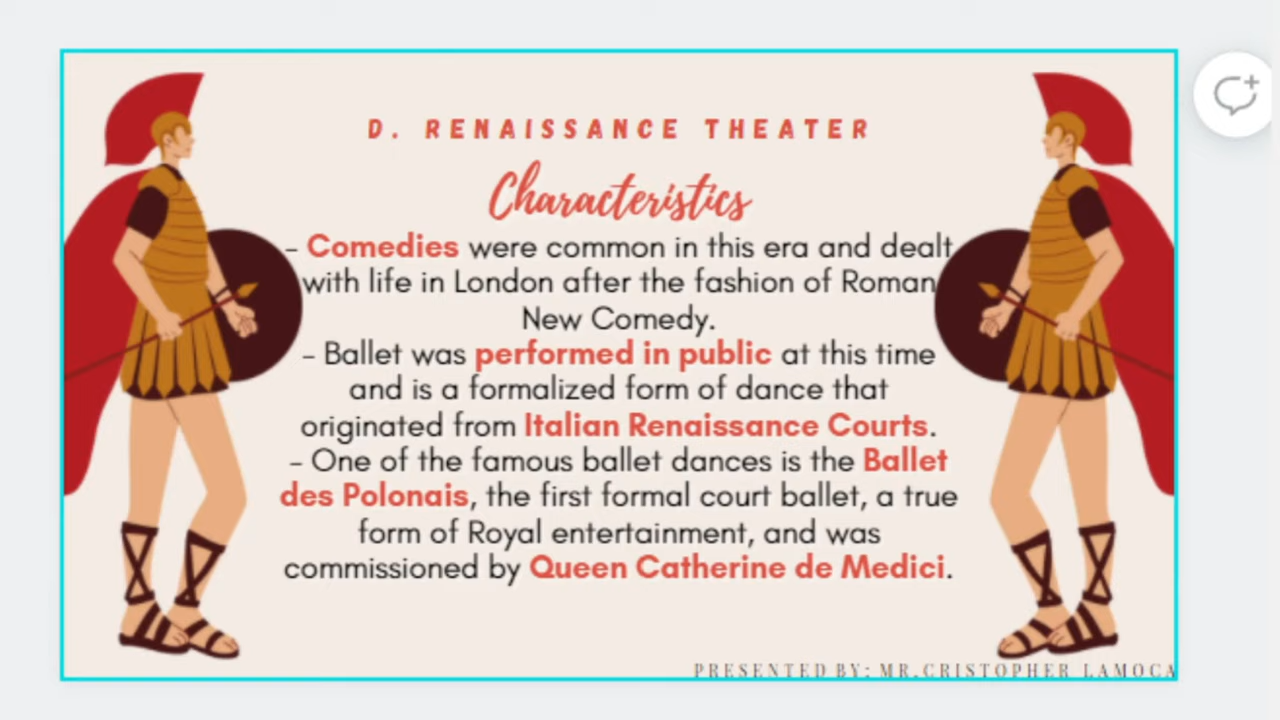 D. RENAISSANCE THEATER
Characteristics
- Comedies were common in this era and dealt
with life in London after the fashion of Roman
New Comedy.
- Ballet was performed in public at this time
and is a formalized form of dance that
originated from Italian Renaissance Courts.
- One of the famous ballet dances is the Ballet
des Polonais, the first formal court ballet, a true
form of Royal entertainment, and was
commissioned by Queen Catherine de Medici.
PRESENTED BY: MR.CRISTOPHER LAMOCA